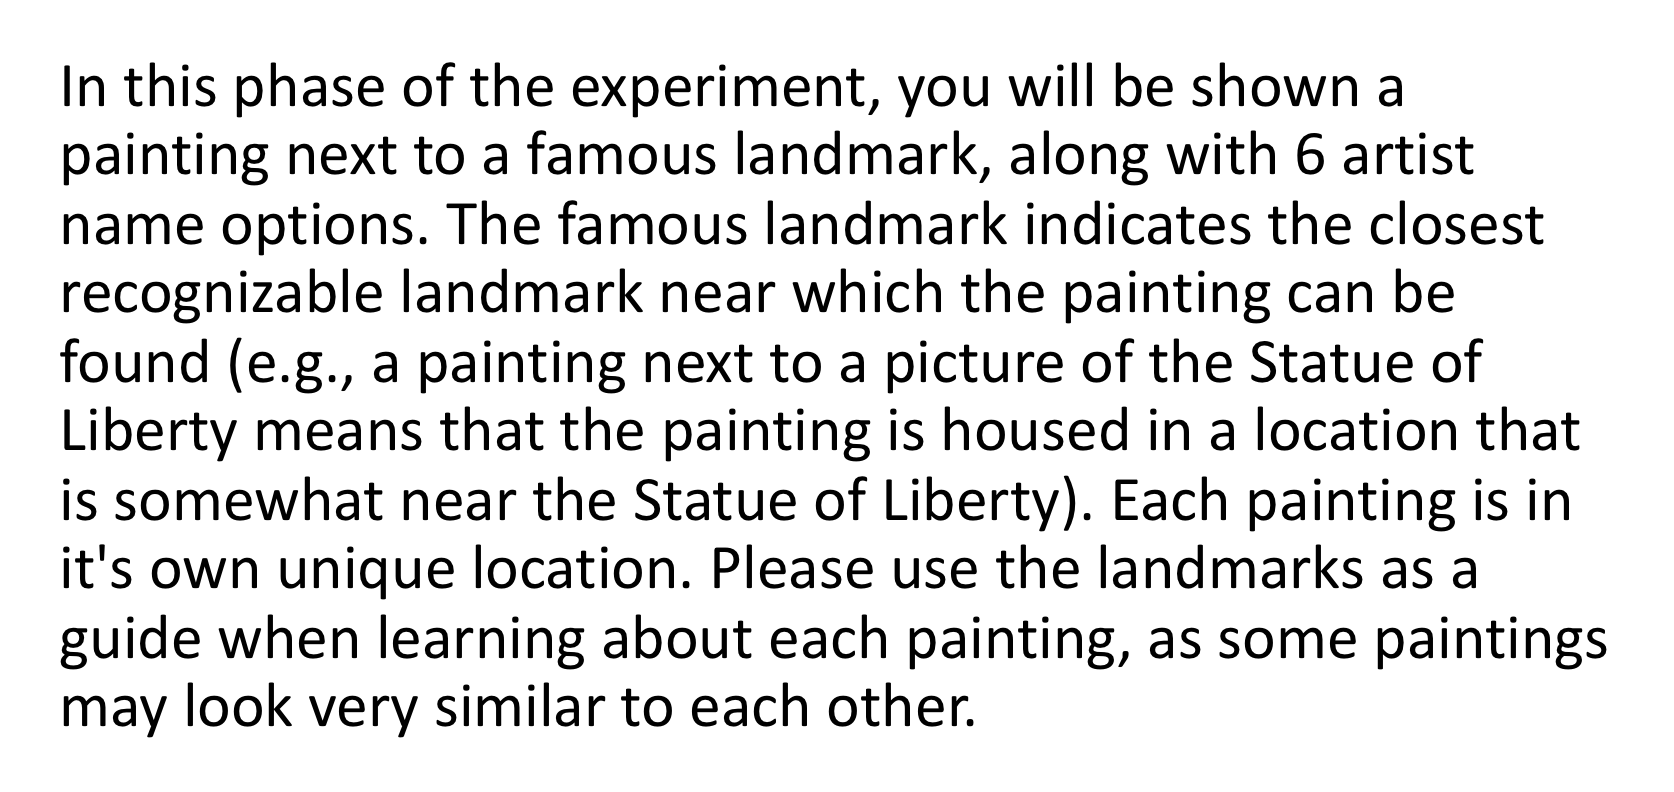 In this phase of the experiment, you will be shown a
painting next to a famous landmark, along with 6 artist
name options. The famous landmark indicates the closest
recognizable landmark near which the painting can be
found (e.g., a painting next to a picture of the Statue of
Liberty means that the painting is housed in a location that
is somewhat near the Statue of Liberty). Each painting is in
it's own unique location. Please use the landmarks as a
guide when learning about each painting, as some paintings
may look very similar to each other.